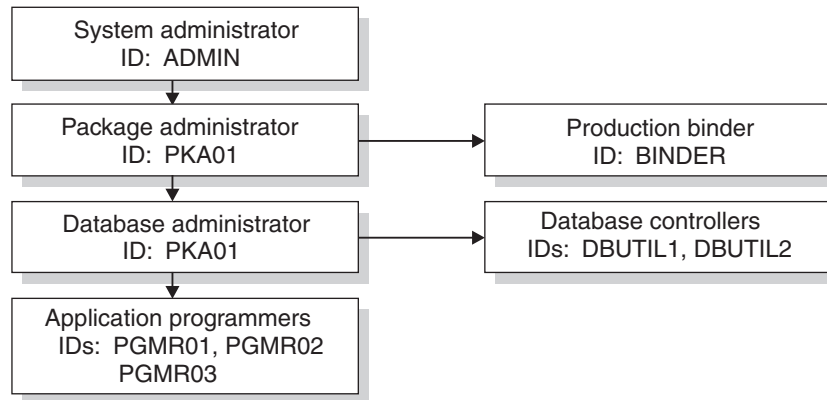 System administrator
ID: ADMIN
Package administrator
ID: PKA01
Production binder
ID: BINDER
Database administrator
ID: PKA01
Database controllers
IDs: DBUTIL1, DBUTIL2
Application programmers
IDs: PGMR01, PGMR02
PGMR03